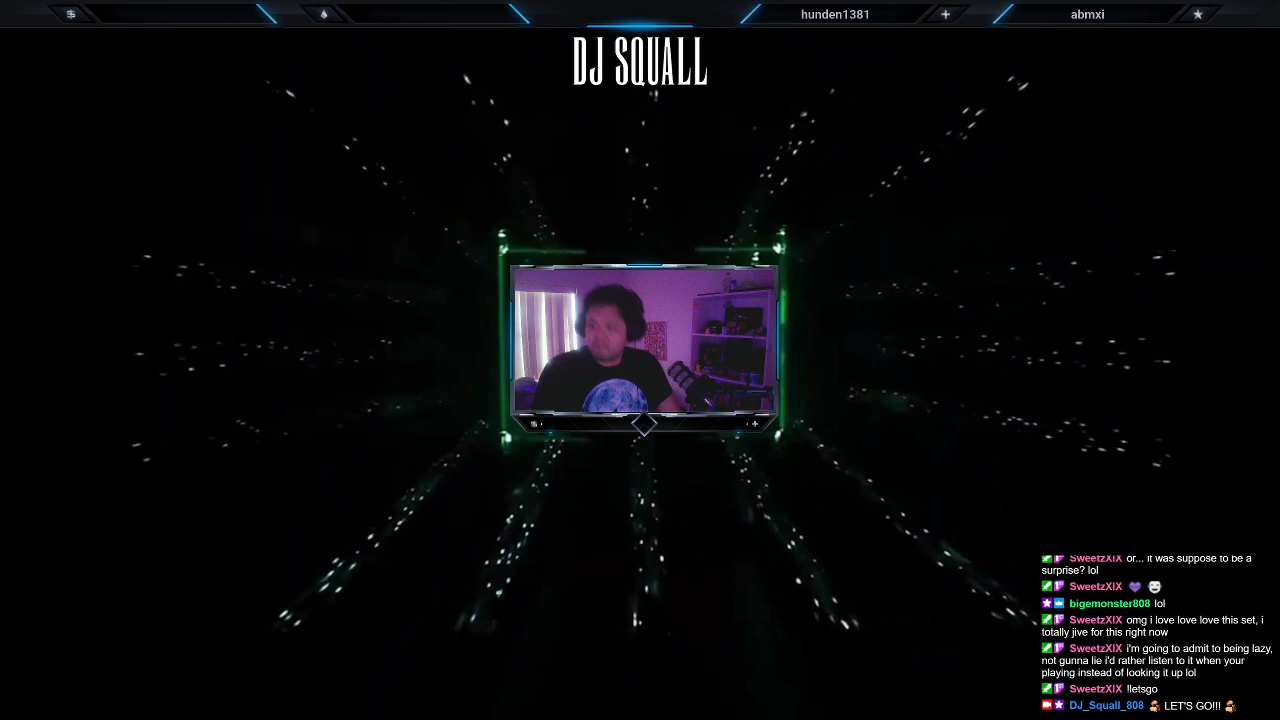 hunden1381
abmxi
DJ SQUALL
SweetzXIX or... it was suppose to be a
surprise? lol
SweetzXIX
bigemonster808 lol
SweetzXIX omg i love love love this set, i
totally jive for this right now
SweetzXIX i'm going to admit to being lazy,
not gunna lie i'd rather listen to it when your
playing instead of looking it up lol
SweetzXIX !letsgo
DJ_Squall_808 LET'S GO!!!